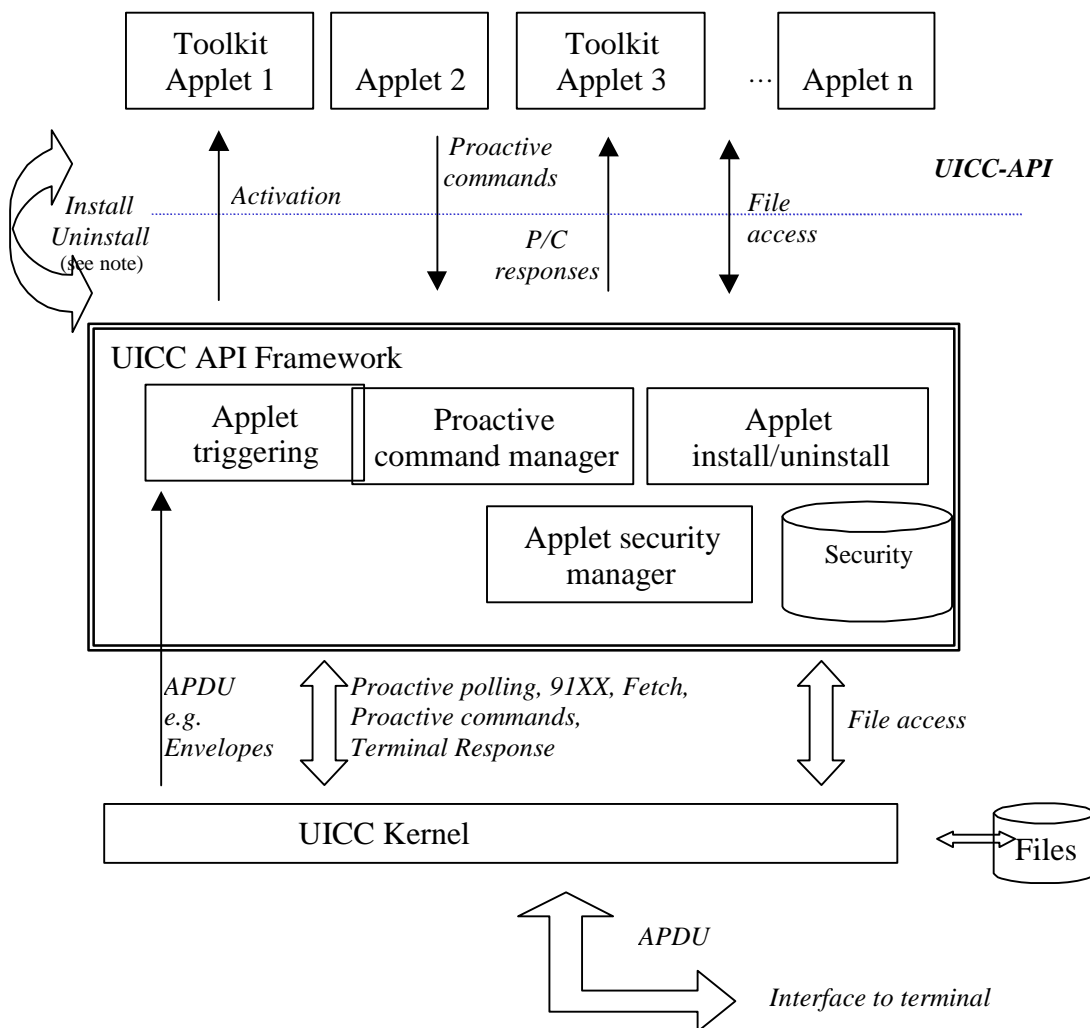 Toolkit
Applet 1
Applet 2
Toolkit
Applet 3
...
Applet n
Proactive
commands
UICC-API
Install
Uninstall
(see note)
Activation
P/C
responses
File
access
UICC API Framework
Applet
triggering
Proactive
command manager
Applet
install/uninstall
Applet security
manager
Security
APDU
e.g.
Envelopes
Proactive polling, 91XX, Fetch,
Proactive commands,
Terminal Response
File access
UICC Kernel
Files
APDU
Interface to terminal